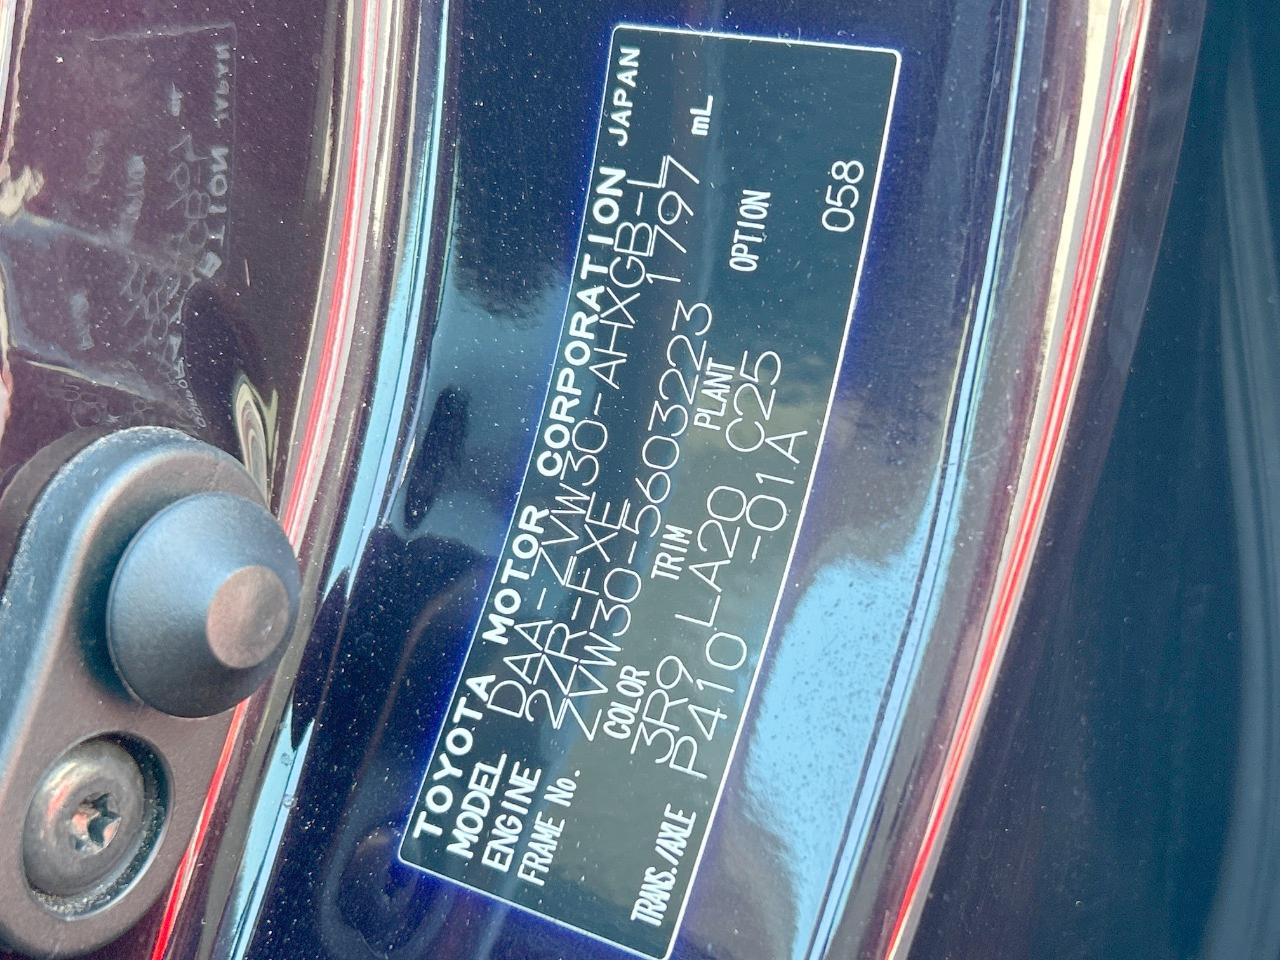 TOYOTA MOTOR CORPORATION JAPAN
MODEL DAA-ZVW30-AHXGB-L
ENGINE 2ZR-FXE 1797 mL
FRAME No. ZVW30-5603223
COLOR TRIM PLANT OPTION
3R9 LA20 C25
TRANS./AXLE P410 -01A 058